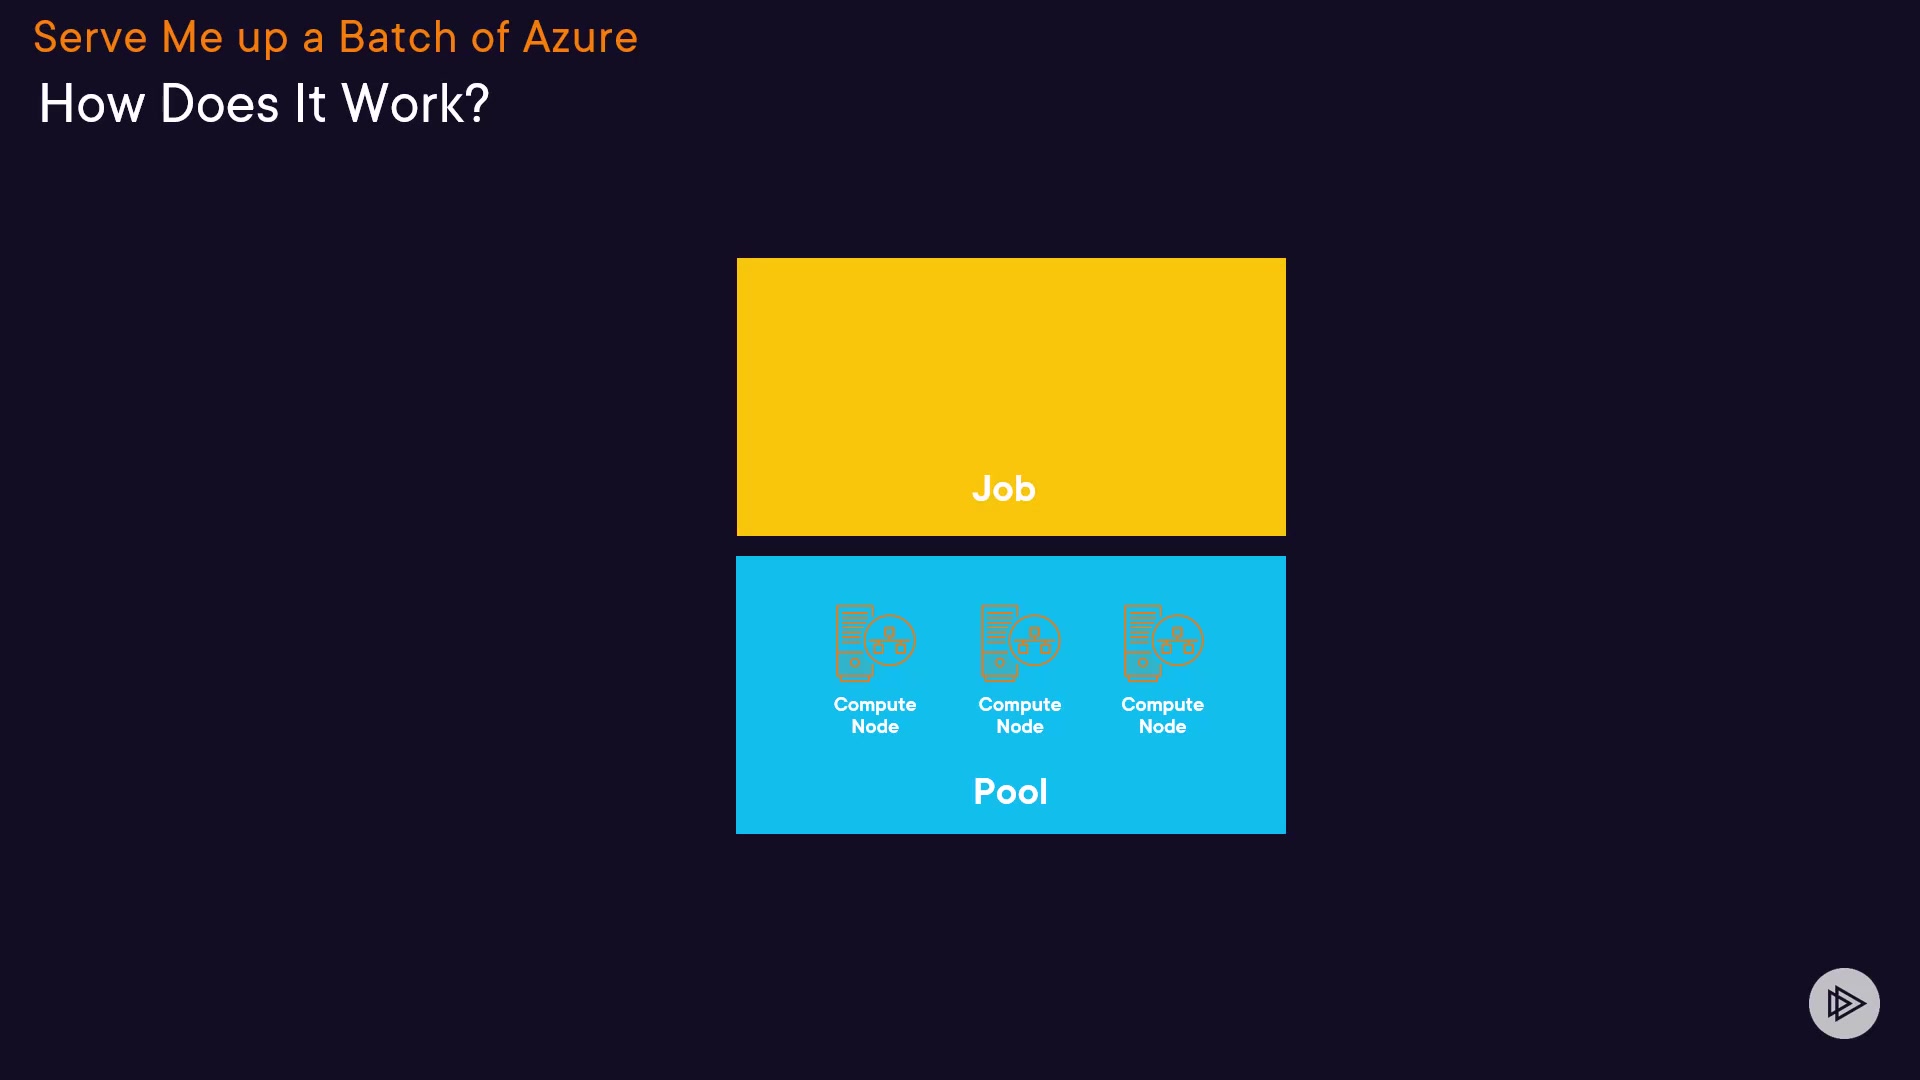 Serve Me up a Batch of Azure
How Does It Work?
Job
Compute
Node
Compute
Node
Compute
Node
Pool